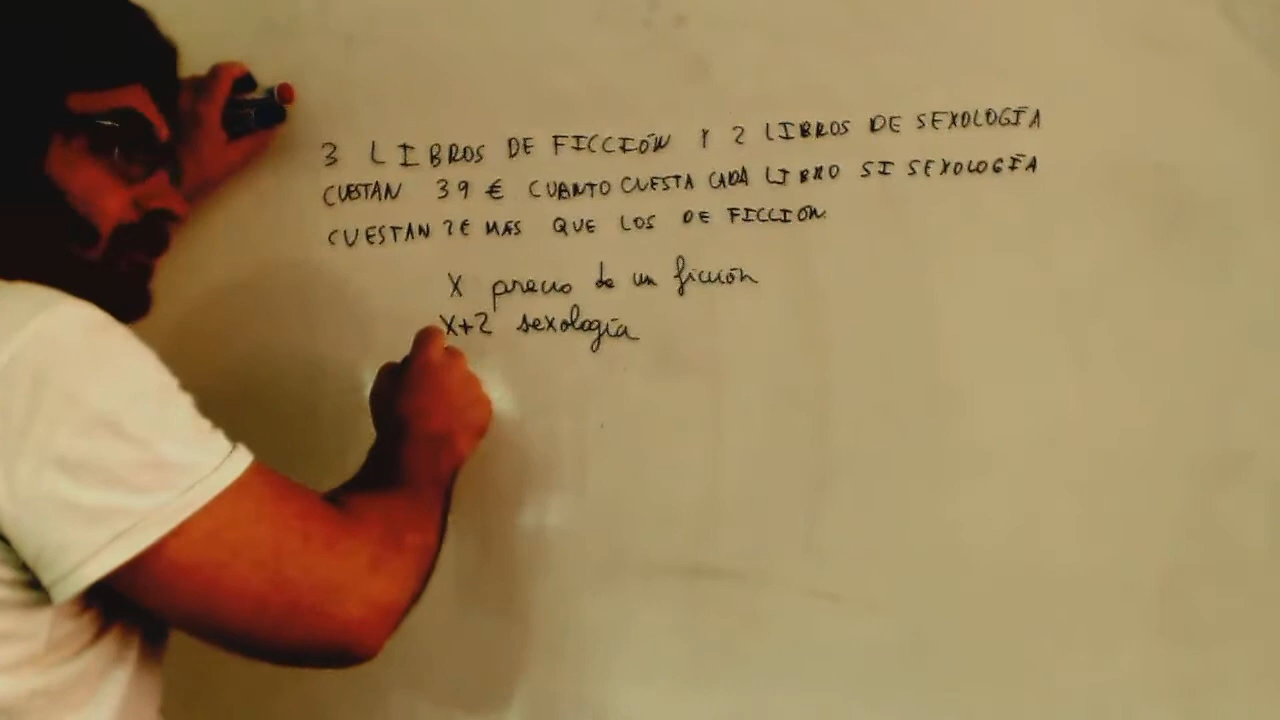 3 LIBROS DE FICCIÓN Y 2 LIBROS DE SEXOLOGÍA
CUESTAN 39 € CUANTO CUESTA CADA LIBRO SI SEXOLOGÍA
CUESTAN 2€ MAS QUE LOS DE FICCION.
X precio de un ficción
X+2 sexología